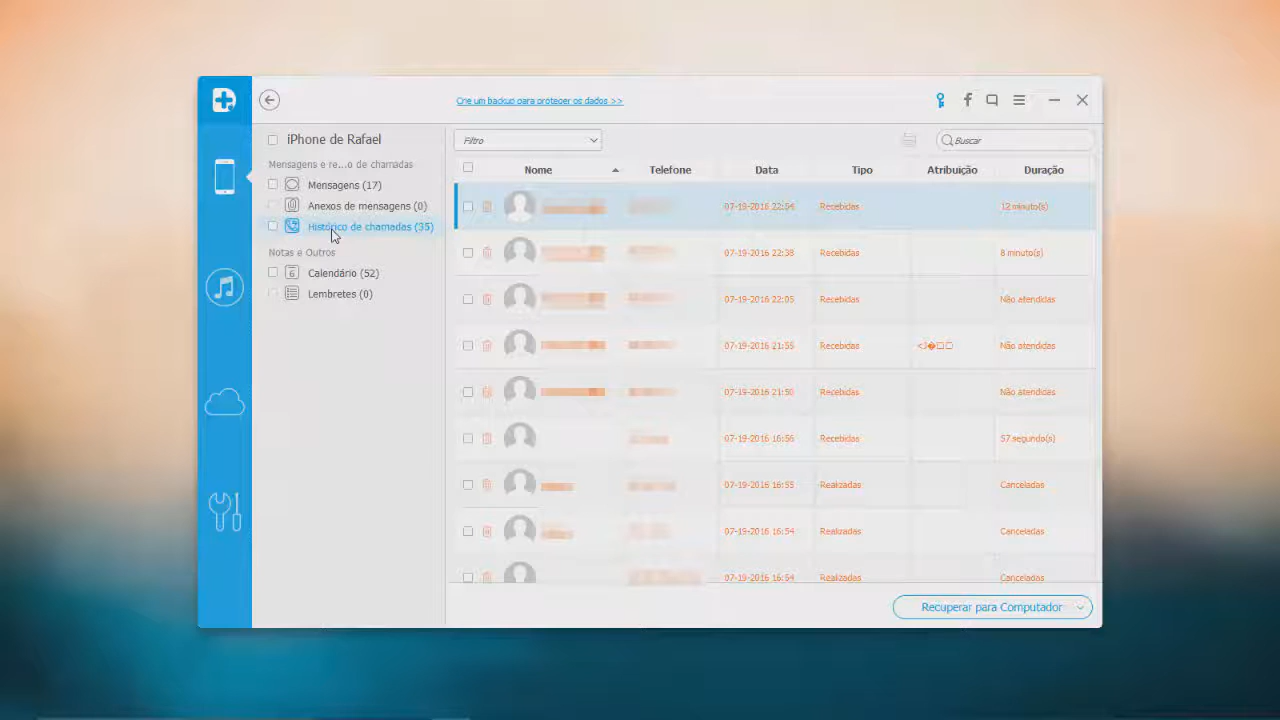 Crie um backup para proteger os dados >>
iPhone de Rafael
Mensagens e re...o de chamadas
Mensagens (17)
Anexos de mensagens (0)
Histórico de chamadas (35)
Notas e Outros
Calendário (52)
Lembretes (0)
Filtro
Buscar
Nome Telefone Data Tipo Atribuição Duração
07-19-2016 22:54 Recebidas 12 minuto(s)
07-19-2016 22:38 Recebidas 8 minuto(s)
07-19-2016 22:05 Recebidas Não atendidas
07-19-2016 21:55 Recebidas Não atendidas
07-19-2016 21:50 Recebidas Não atendidas
07-19-2016 16:56 Recebidas 57 segundo(s)
07-19-2016 16:55 Realizadas Canceladas
07-19-2016 16:54 Realizadas Canceladas
07-19-2016 16:54 Realizadas Canceladas
Recuperar para Computador